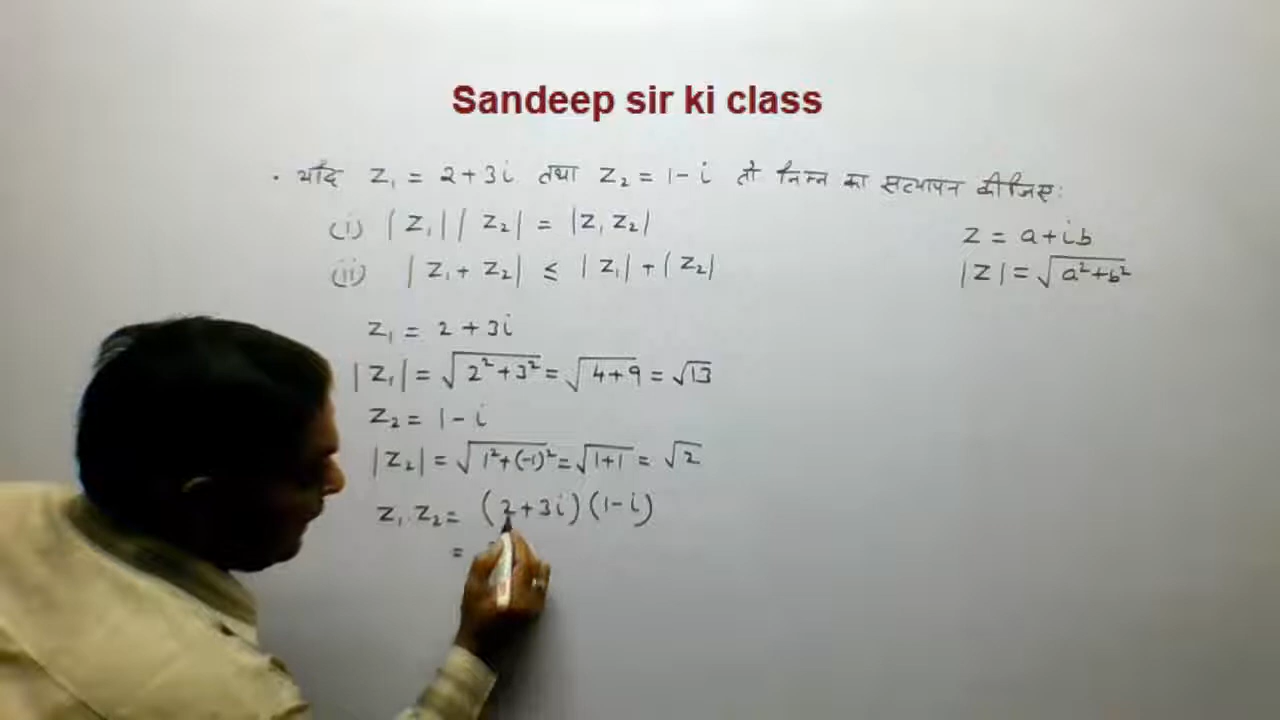 Sandeep sir ki class
· यदि Z₁ = 2 + 3i तथा Z₂ = 1 - i तो निम्न का सत्यापन कीजिए:
(i) |Z₁| |Z₂| = |Z₁ Z₂|
(ii) |Z₁ + Z₂| ≤ |Z₁| + |Z₂|
Z = a + ib
|Z| = √(a² + b²)
Z₁ = 2 + 3i
|Z₁| = √(2² + 3²) = √(4 + 9) = √13
Z₂ = 1 - i
|Z₂| = √(1² + (-1)²) = √(1 + 1) = √2
Z₁. Z₂ = (2 + 3i) (1 - i)
=